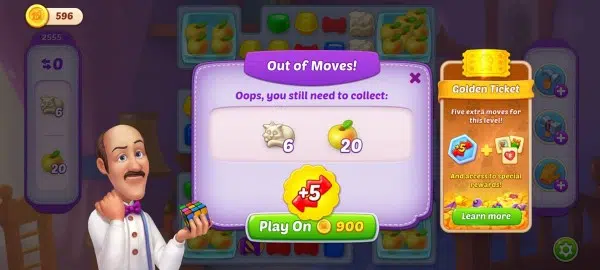 596
2555
0
6
20
Out of Moves!
Oops, you still need to collect:
6
20
+5
Play On 900
Golden Ticket
Five extra moves for
this level!
+
And access to special
rewards!
Learn more